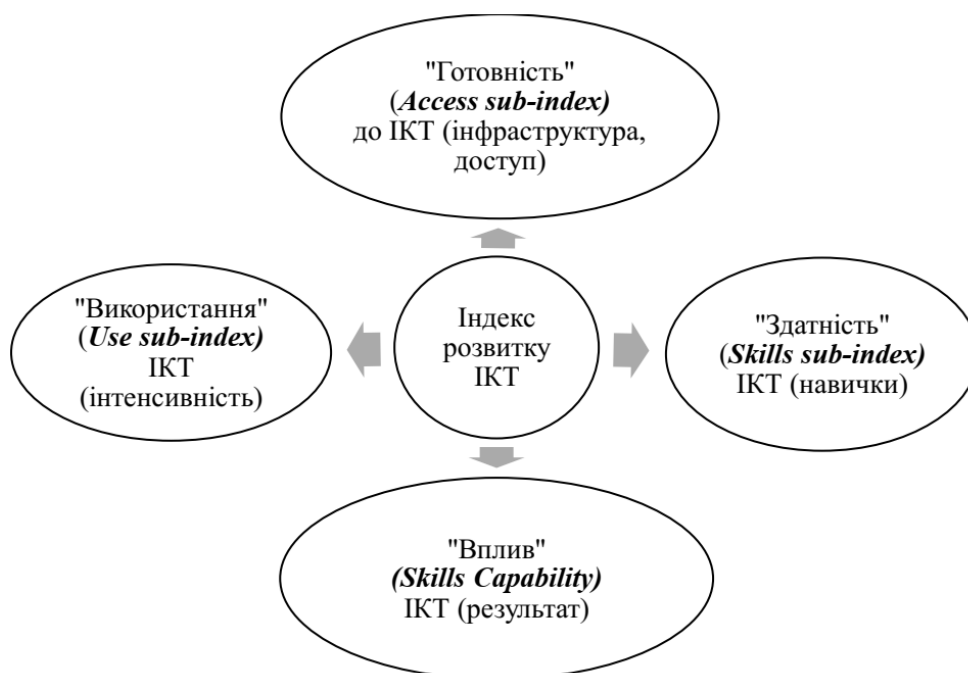 "Готовність"
(Access sub-index)
до ІКТ (інфраструктура,
доступ)
"Використання"
(Use sub-index)
ІКТ
(інтенсивність)
Індекс
розвитку
ІКТ
"Здатність"
(Skills sub-index)
ІКТ (навички)
"Вплив"
(Skills Capability)
ІКТ (результат)